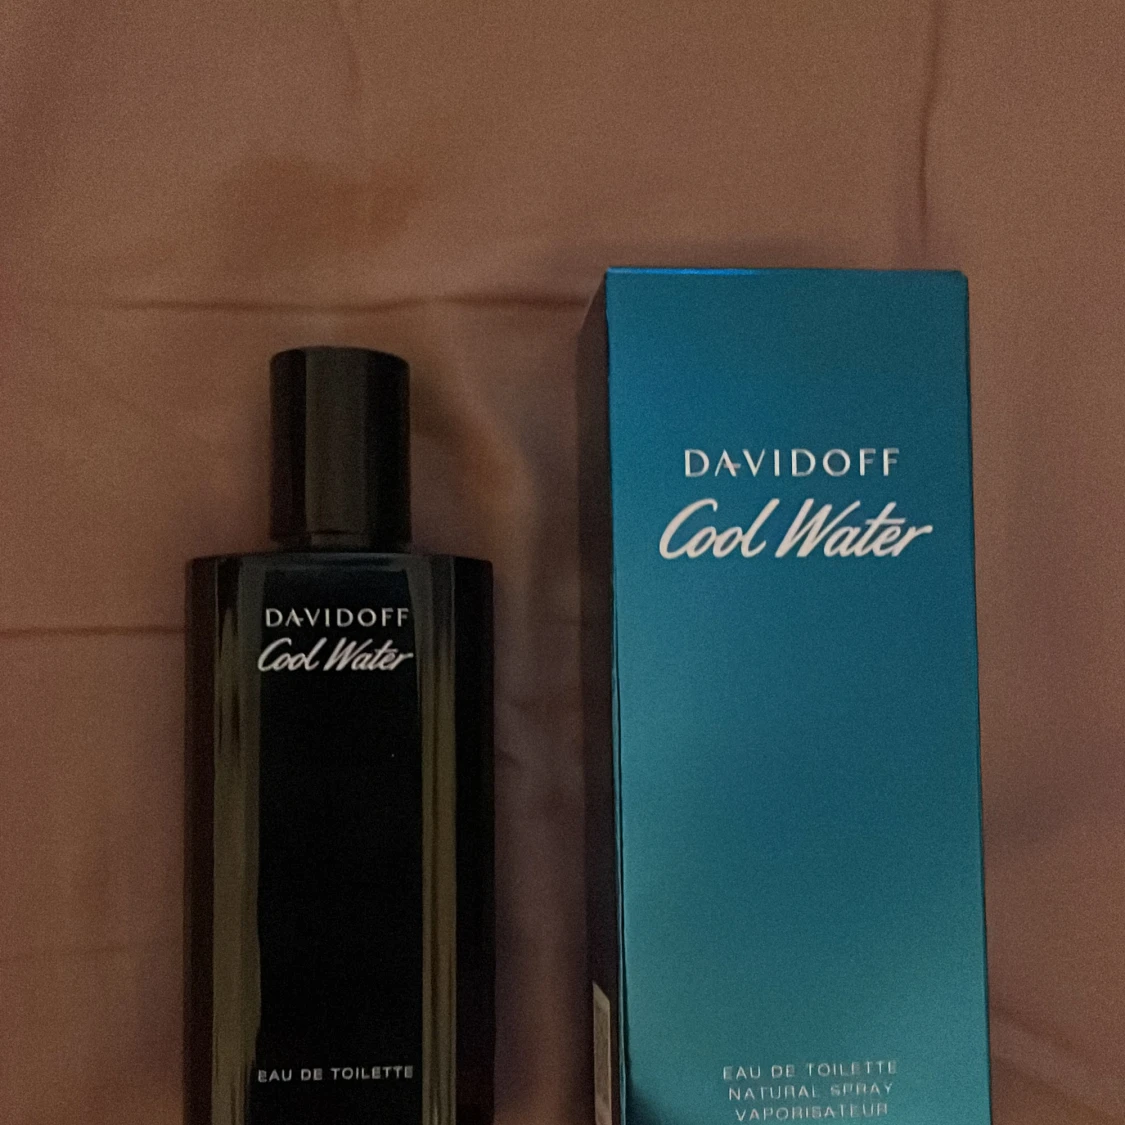 DAVIDOFF
Cool Water
EAU DE TOILETTE
DAVIDOFF
Cool Water
EAU DE TOILETTE
NATURAL SPRAY
VAPORISATEUR